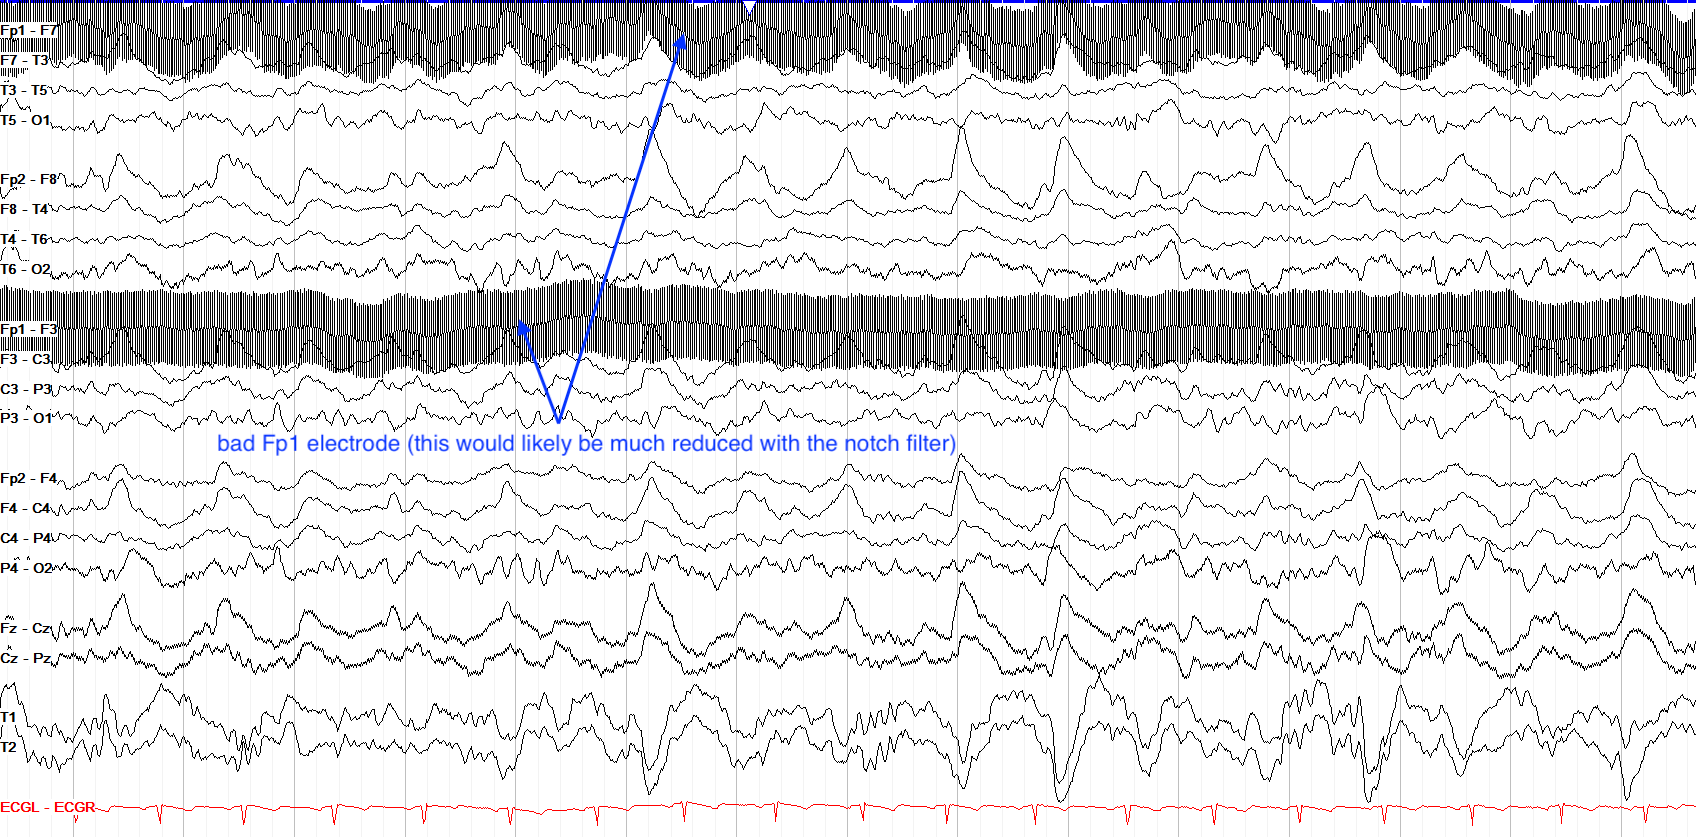 Fp1 - F7
F7 - T3
T3 - T5
T5 - O1
Fp2 - F8
F8 - T4
T4 - T6
T6 - O2
Fp1 - F3
F3 - C3
C3 - P3
P3 - O1
bad Fp1 electrode (this would likely be much reduced with the notch filter)
Fp2 - F4
F4 - C4
C4 - P4
P4 - O2
Fz - Cz
Cz - Pz
T1
T2
ECGL - ECGR